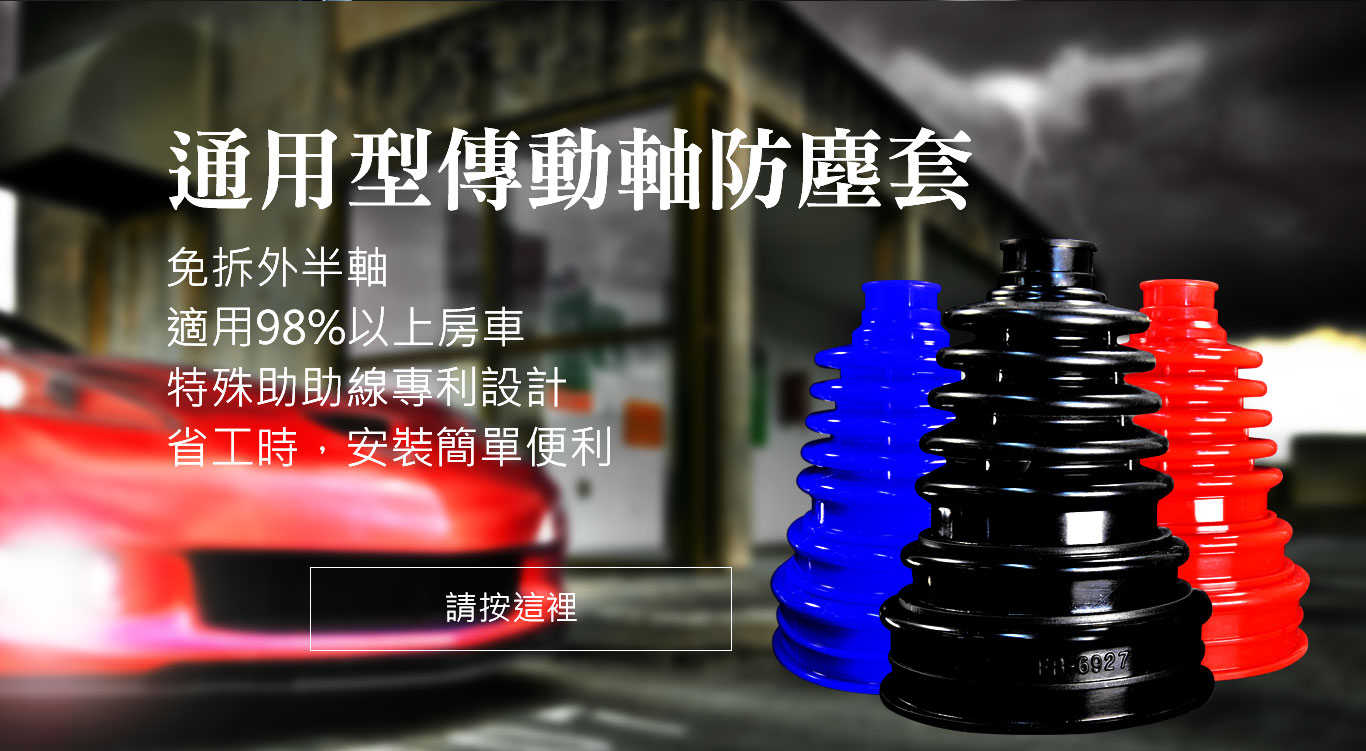 通用型傳動軸防塵套
免拆外半軸
適用98%以上房車
特殊助助線專利設計
省工時，安裝簡單便利
請按這裡
6927